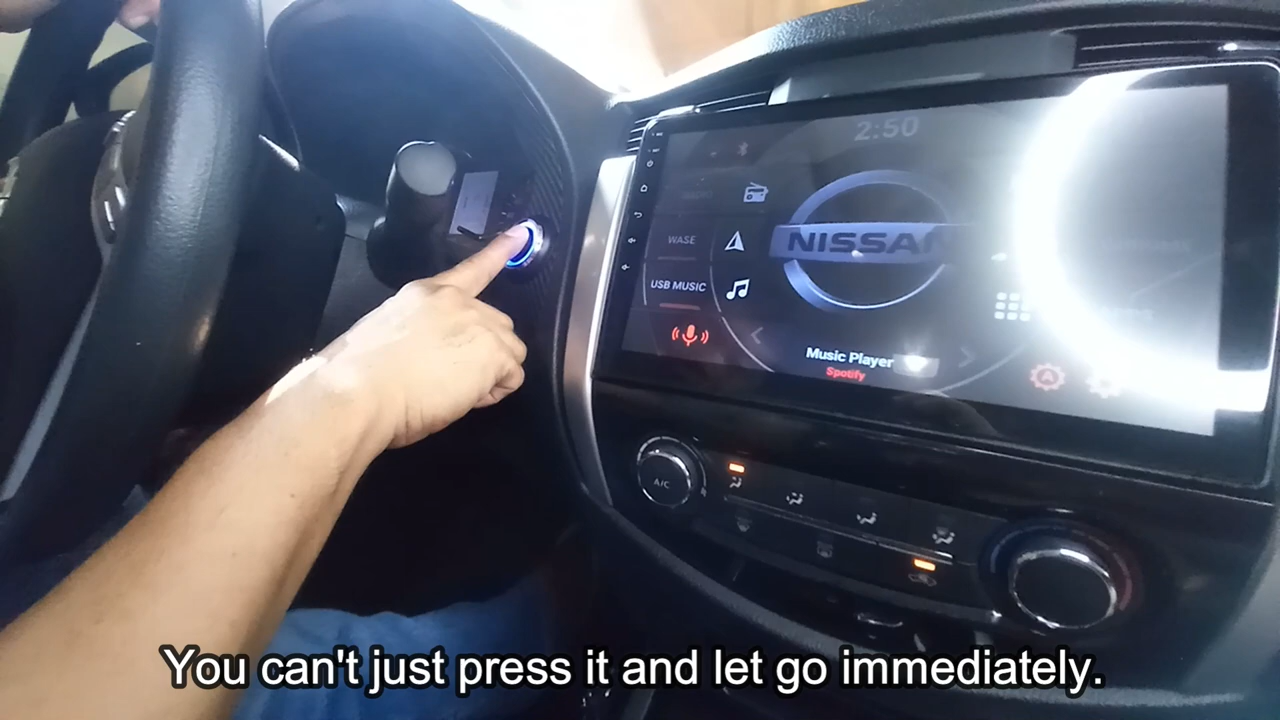 2:50
WASE
NISSAN
USB MUSIC
Music Player
Spotify
A/C
You can't just press it and let go immediately.